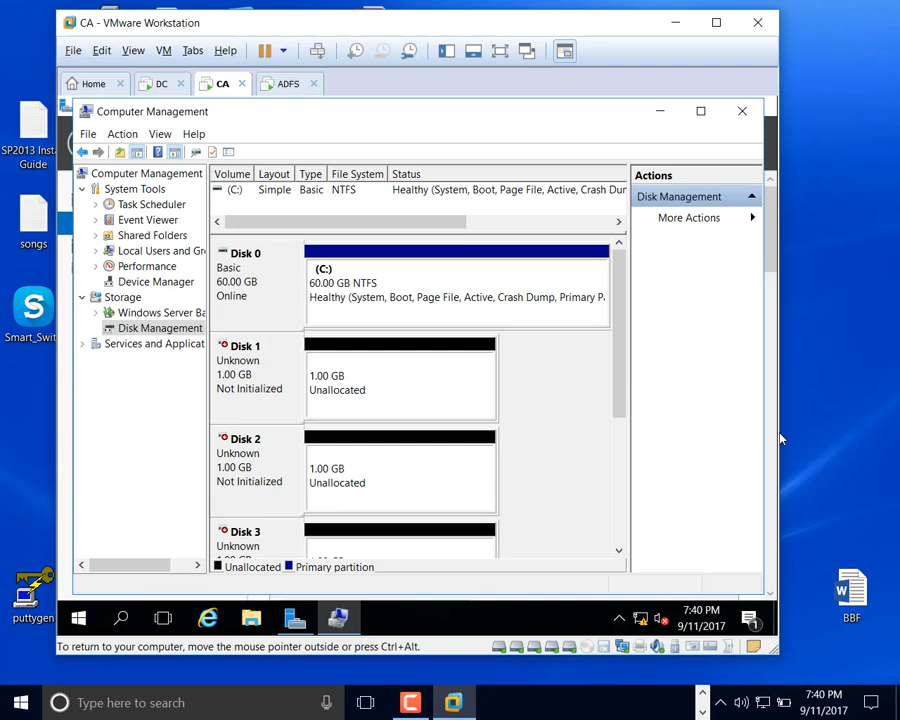 CA - VMware Workstation
File Edit View VM Tabs Help
Home DC CA ADFS
Computer Management
File Action View Help
Computer Management
System Tools
Task Scheduler
Event Viewer
Shared Folders
Local Users and Gr
Performance
Device Manager
Storage
Windows Server Ba
Disk Management
Services and Applicat
Volume Layout Type File System Status
(C:) Simple Basic NTFS Healthy (System, Boot, Page File, Active, Crash Dur
Disk 0
Basic
60.00 GB
Online
(C:)
60.00 GB NTFS
Healthy (System, Boot, Page File, Active, Crash Dump, Primary P
Disk 1
Unknown
1.00 GB
Not Initialized
1.00 GB
Unallocated
Disk 2
Unknown
1.00 GB
Not Initialized
1.00 GB
Unallocated
Disk 3
Unknown
Unallocated Primary partition
Actions
Disk Management
More Actions
7:40 PM
9/11/2017
1
To return to your computer, move the mouse pointer outside or press Ctrl+Alt.
SP2013 Inst
Guide
songs
S
Smart_Swit
puttygen
W
BBF
Type here to search
7:40 PM
9/11/2017